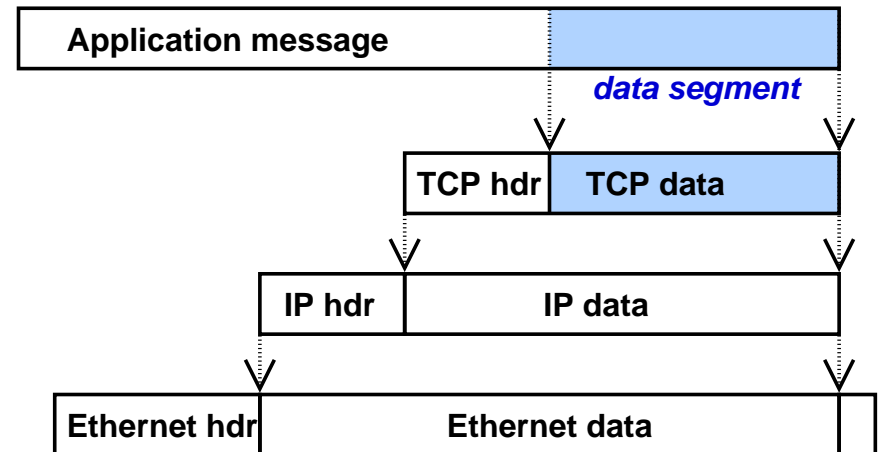 Application message
data segment
TCP hdr TCP data
IP hdr IP data
Ethernet hdr Ethernet data